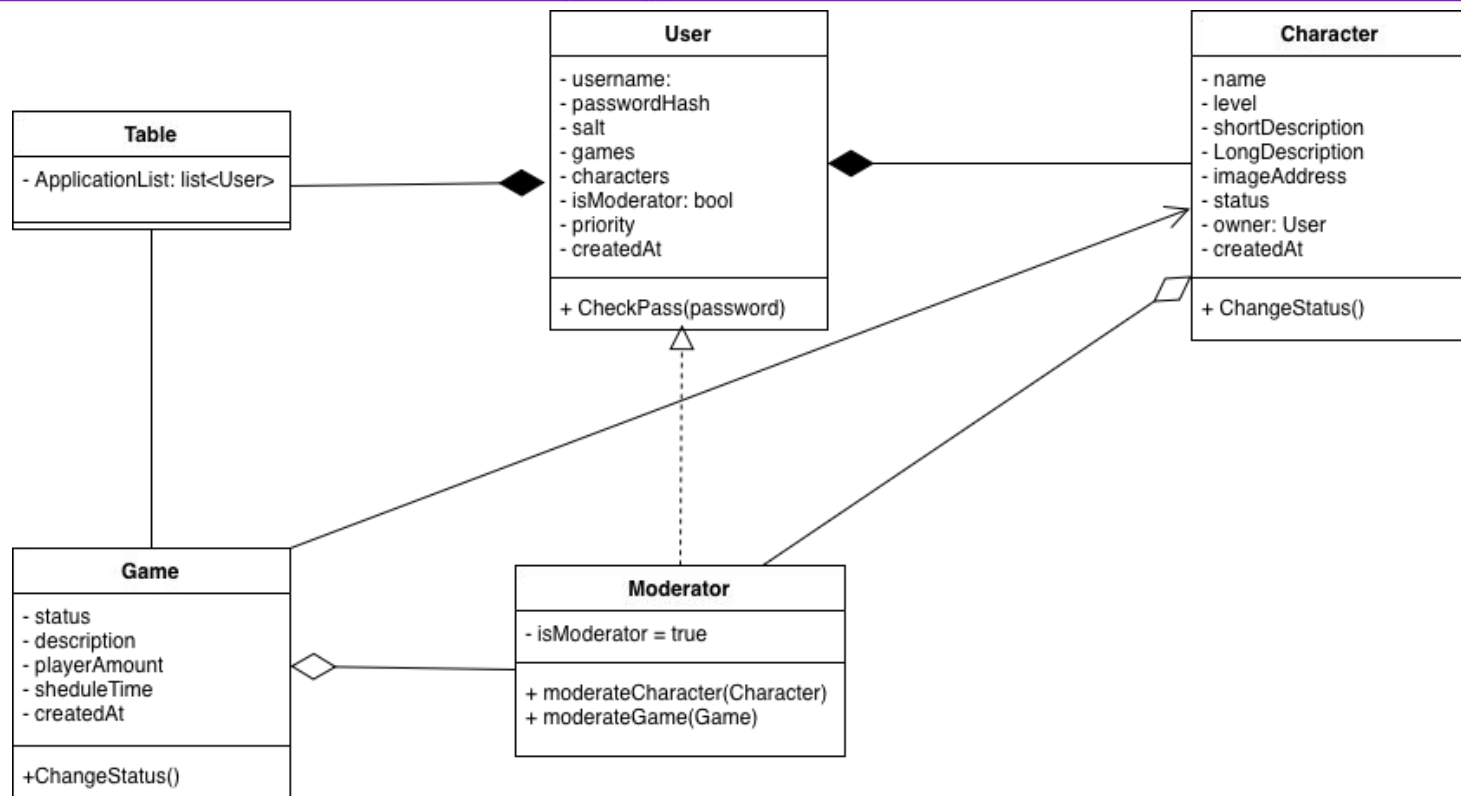 User
- username:
- passwordHash
- salt
- games
- characters
- isModerator: bool
- priority
- createdAt
+ CheckPass(password)
Character
- name
- level
- shortDescription
- LongDescription
- imageAddress
- status
- owner: User
- createdAt
+ ChangeStatus()
Table
- ApplicationList: list<User>
Game
- status
- description
- playerAmount
- sheduleTime
- createdAt
+ChangeStatus()
Moderator
- isModerator = true
+ moderateCharacter(Character)
+ moderateGame(Game)